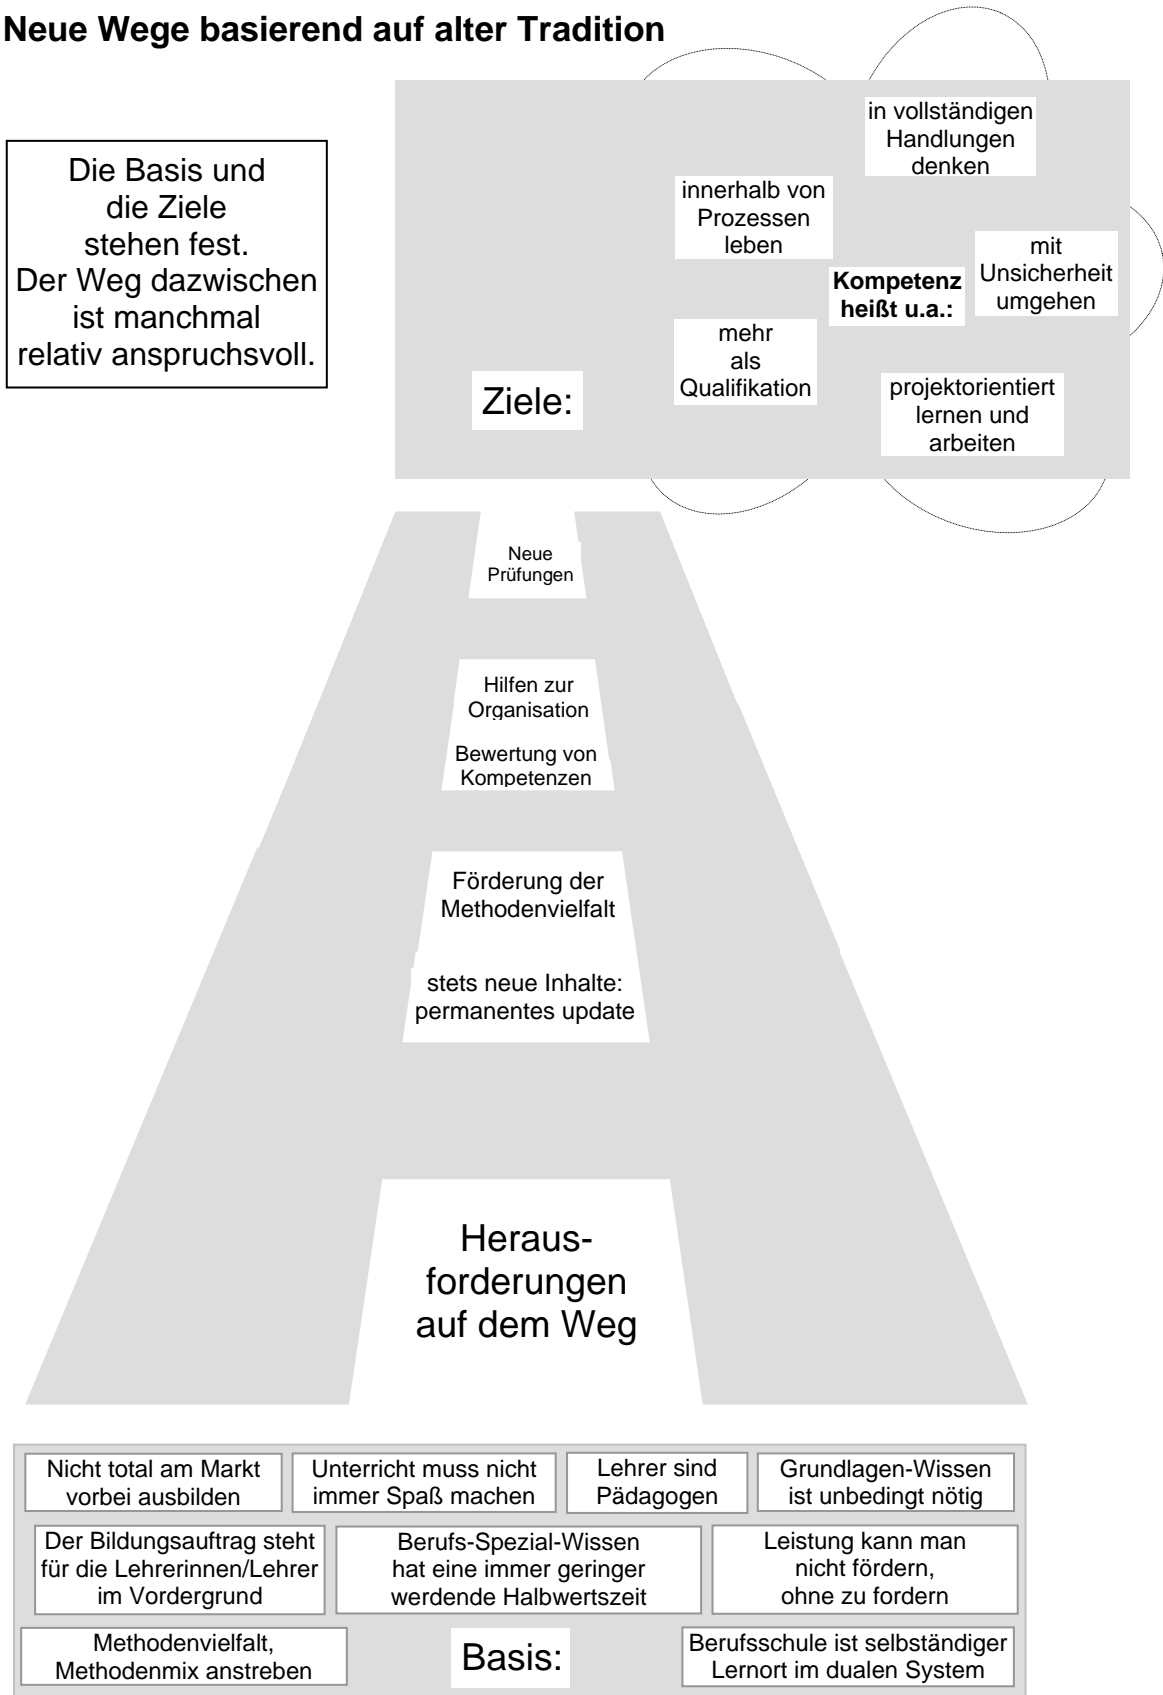 Neue Wege basierend auf alter Tradition
Die Basis und
die Ziele
stehen fest.
Der Weg dazwischen
ist manchmal
relativ anspruchsvoll.
in vollständigen
Handlungen
denken
innerhalb von
Prozessen
leben
mit
Unsicherheit
umgehen
Kompetenz
heißt u.a.:
mehr
als
Qualifikation
projektorientiert
lernen und
arbeiten
Ziele:
Neue
Prüfungen
Hilfen zur
Organisation
Bewertung von
Kompetenzen
Förderung der
Methodenvielfalt
stets neue Inhalte:
permanentes update
Heraus-
forderungen
auf dem Weg
Nicht total am Markt
vorbei ausbilden
Unterricht muss nicht
immer Spaß machen
Lehrer sind
Pädagogen
Grundlagen-Wissen
ist unbedingt nötig
Der Bildungsauftrag steht
für die Lehrerinnen/Lehrer
im Vordergrund
Berufs-Spezial-Wissen
hat eine immer geringer
werdende Halbwertszeit
Leistung kann man
nicht fördern,
ohne zu fordern
Methodenvielfalt,
Methodenmix anstreben
Basis:
Berufsschule ist selbständiger
Lernort im dualen System